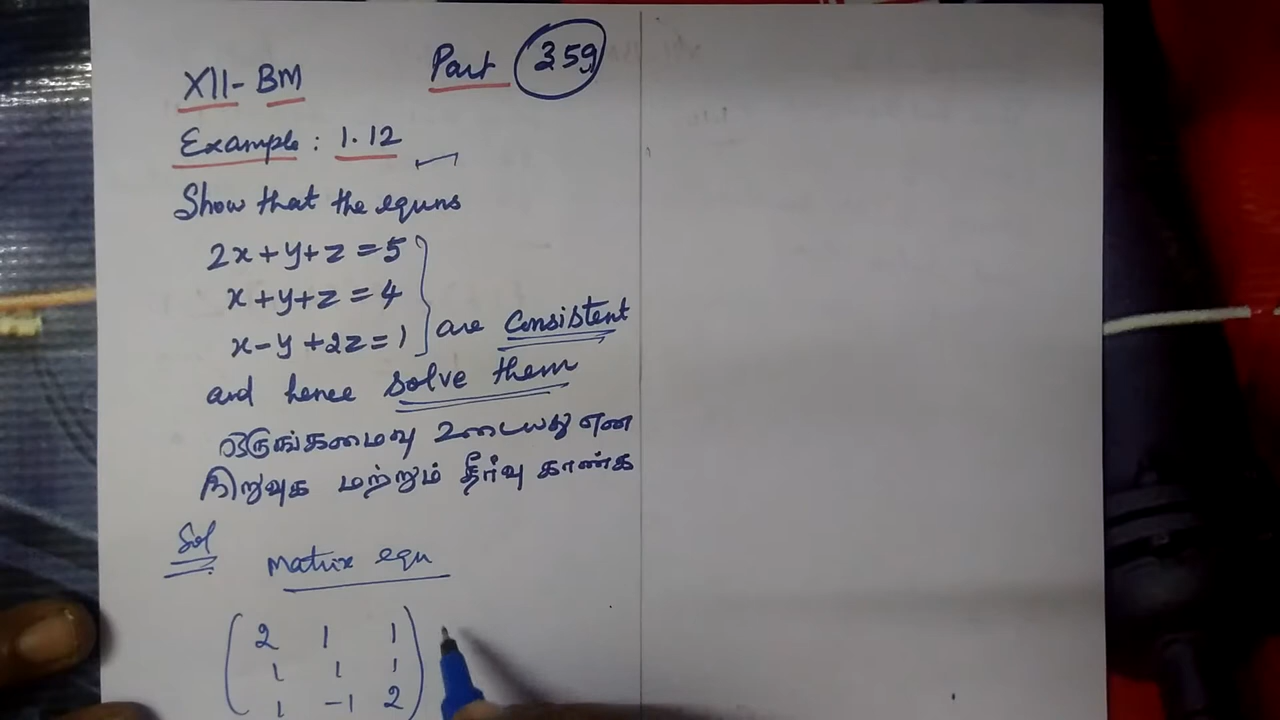 XII- BM Part 359
Example : 1.12
Show that the equns
2x+y+z=5
x+y+z=4
x-y+2z=1 } are Consistent
and hence solve them
ஒருங்கமைவு உடையது என
நிறுவுக மற்றும் தீர்வு காண்க
Sol
Matrix equ
2 1 1
1 1 1
1 -1 2